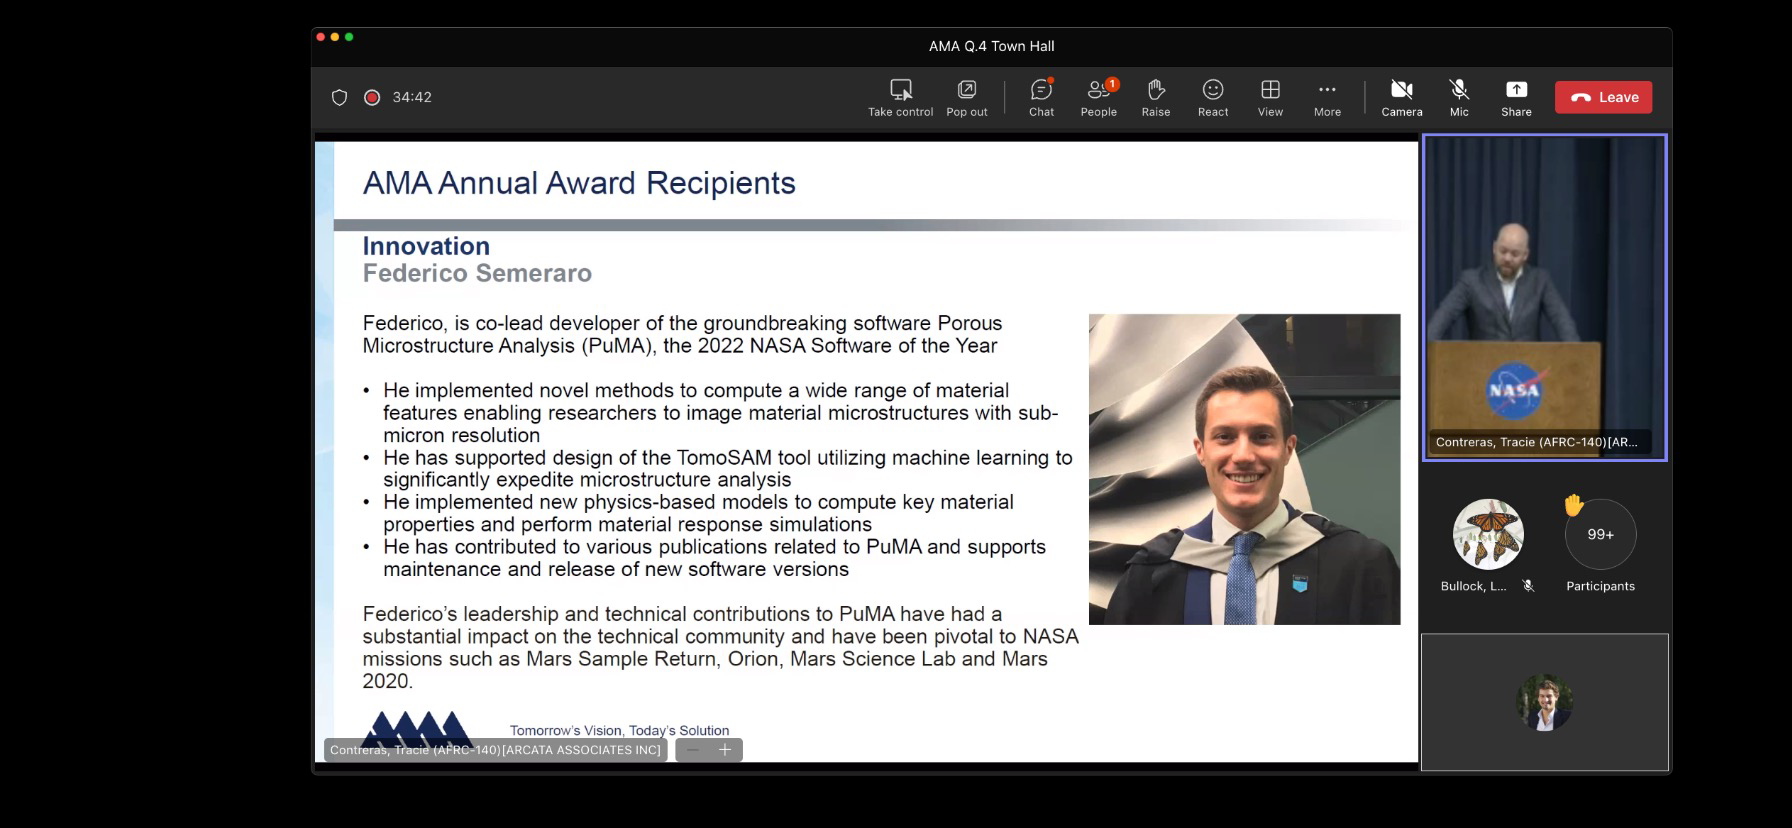 AMA Q.4 Town Hall
34:42
Take control
Pop out
Chat
1
People
Raise
React
View
More
Camera
Mic
Share
Leave
AMA Annual Award Recipients
Innovation
Federico Semeraro
Federico, is co-lead developer of the groundbreaking software Porous
Microstructure Analysis (PuMA), the 2022 NASA Software of the Year
• He implemented novel methods to compute a wide range of material
features enabling researchers to image material microstructures with sub-
micron resolution
• He has supported design of the TomoSAM tool utilizing machine learning to
significantly expedite microstructure analysis
• He implemented new physics-based models to compute key material
properties and perform material response simulations
• He has contributed to various publications related to PuMA and supports
maintenance and release of new software versions
Federico's leadership and technical contributions to PuMA have had a
substantial impact on the technical community and have been pivotal to NASA
missions such as Mars Sample Return, Orion, Mars Science Lab and Mars
2020.
Tomorrow's Vision, Today's Solution
Contreras, Tracie (AFRC-140)[ARCATA ASSOCIATES INC]
NASA
Contreras, Tracie (AFRC-140)[AR...
Bullock, L...
99+
Participants